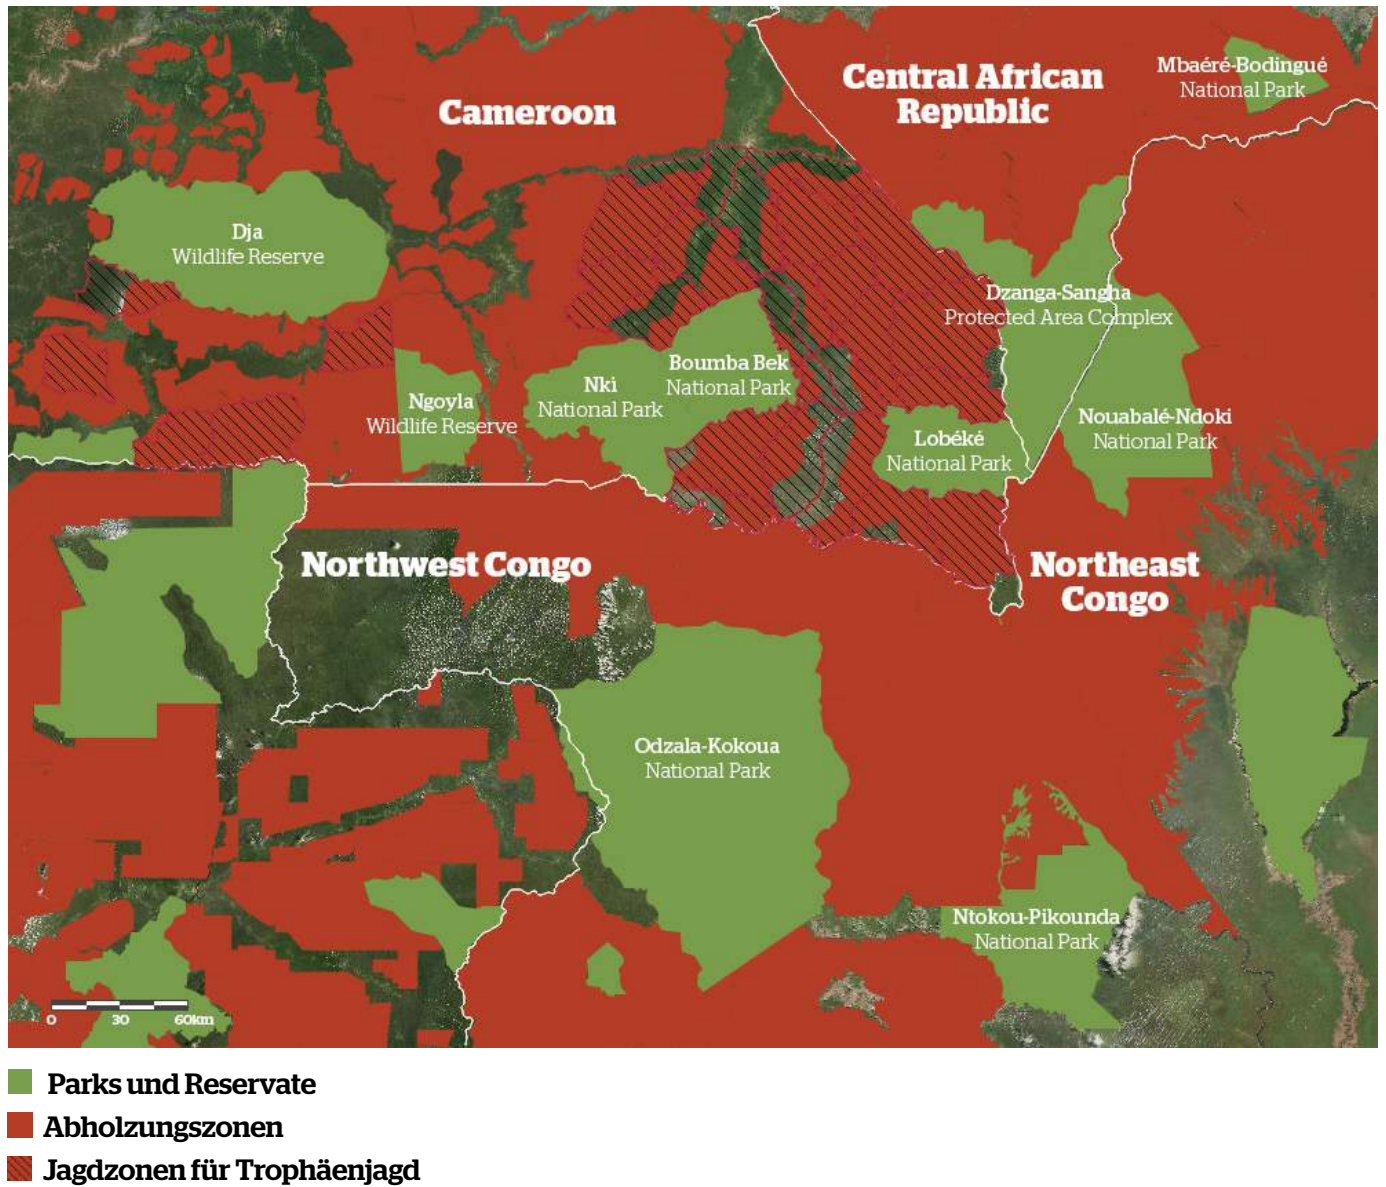 Mbaéré-Bodingué
National Park
Central African
Republic
Cameroon
Dja
Wildlife Reserve
Dzanga-Sangha
Protected Area Complex
Boumba Bek
National Park
Nki
National Park
Ngoyla
Wildlife Reserve
Nouabalé-Ndoki
National Park
Lobéké
National Park
Northwest Congo
Northeast
Congo
Odzala-Kokoua
National Park
Ntokou-Pikounda
National Park
0 30 60km
Parks und Reservate
Abholzungszonen
Jagdzonen für Trophäenjagd